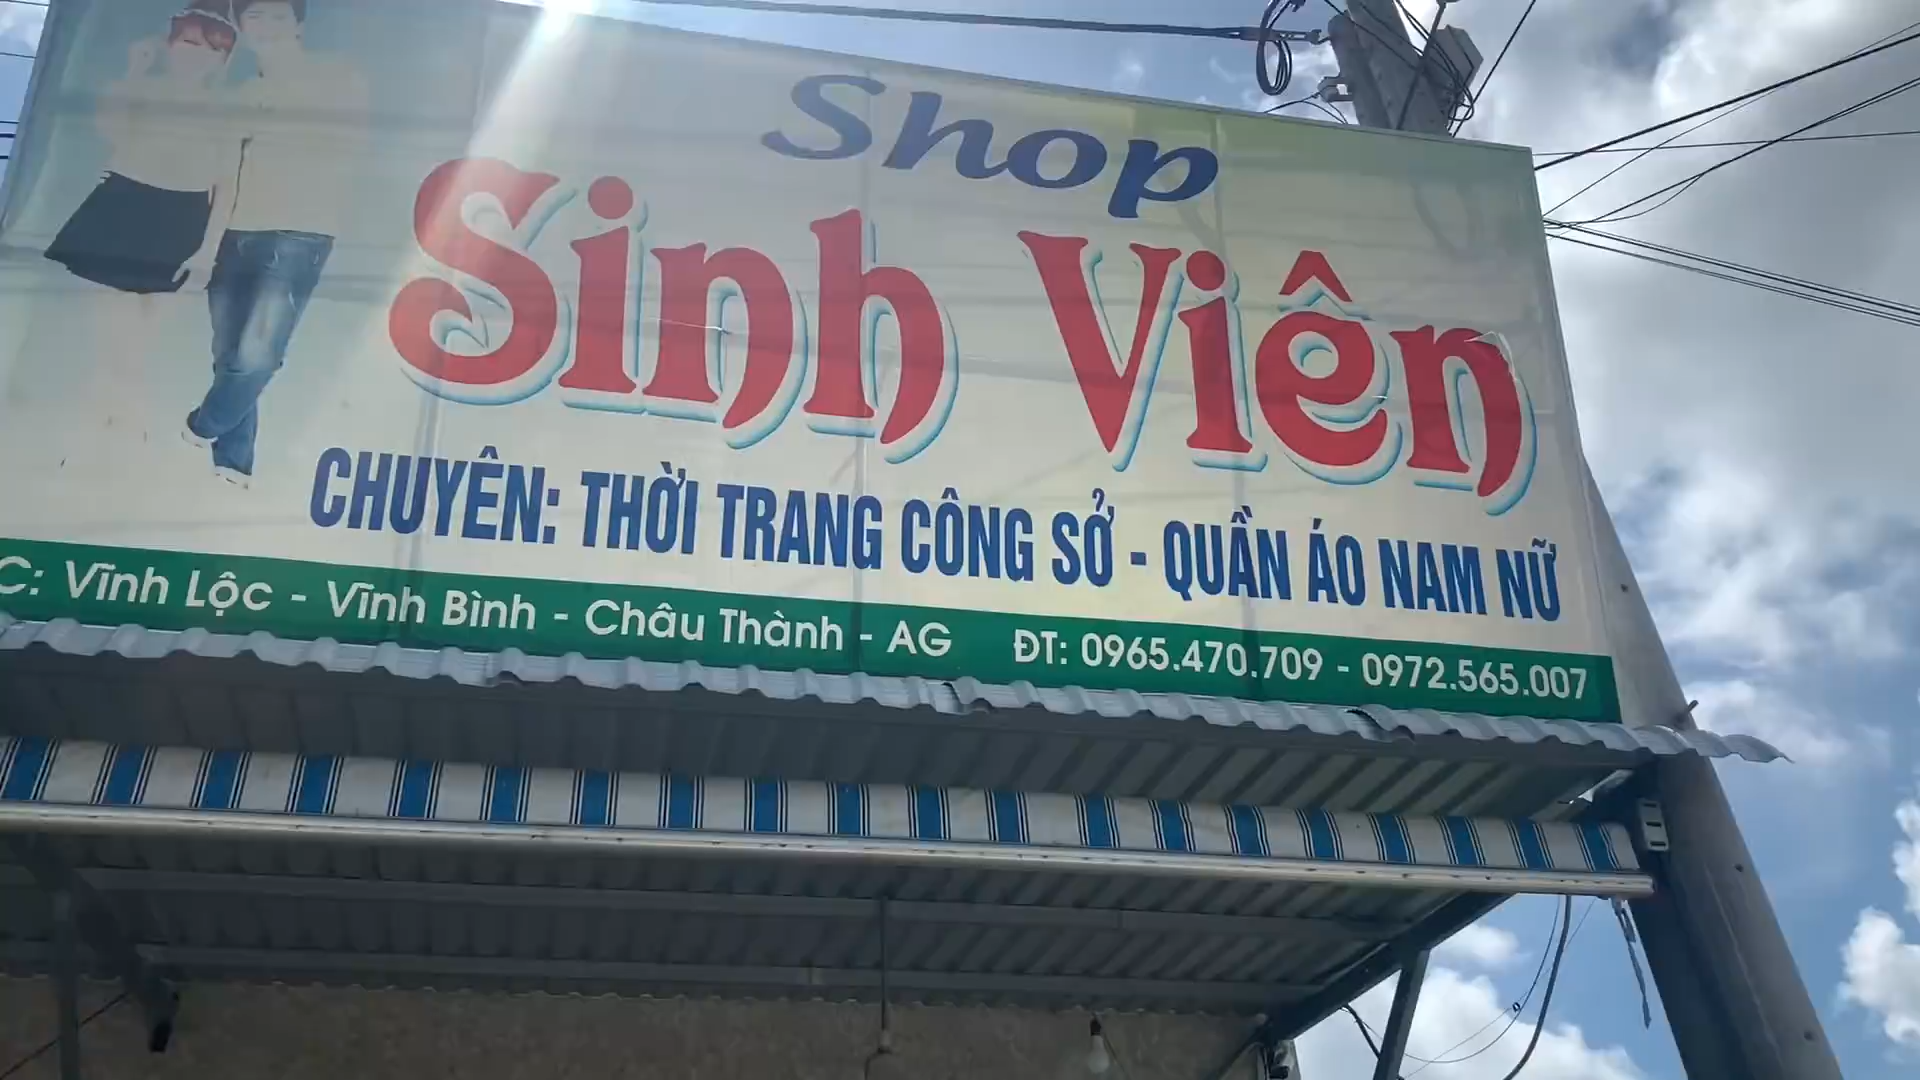 Shop
Sinh Viên
CHUYÊN: THỜI TRANG CÔNG SỞ - QUẦN ÁO NAM NỮ
C: Vĩnh Lộc - Vĩnh Bình - Châu Thành - AG ĐT: 0965.470.709 - 0972.565.007